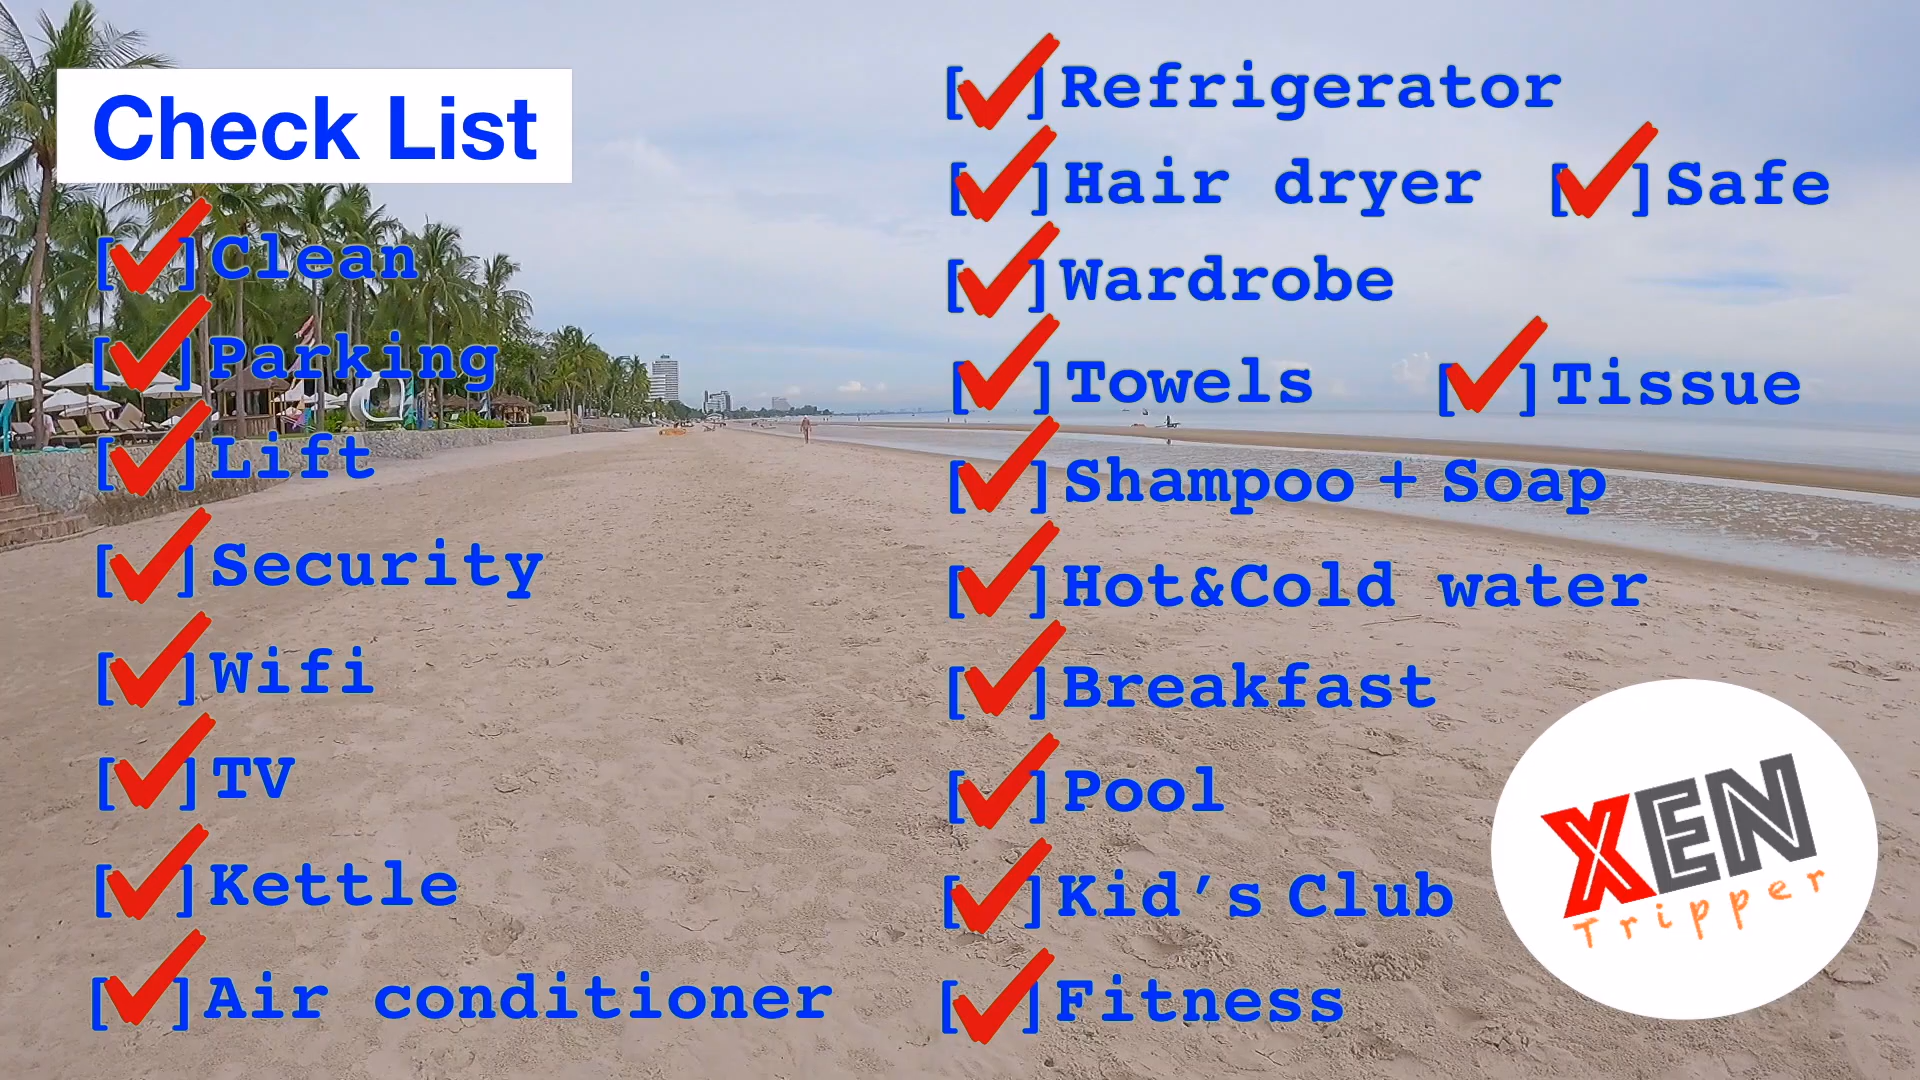 Check List
[✓]Clean
[✓]Parking
[✓]Lift
[✓]Security
[✓]Wifi
[✓]TV
[✓]Kettle
[✓]Air conditioner
[✓]Refrigerator
[✓]Hair dryer [✓]Safe
[✓]Wardrobe
[✓]Towels [✓]Tissue
[✓]Shampoo + Soap
[✓]Hot&Cold water
[✓]Breakfast
[✓]Pool
[✓]Kid’s Club
[✓]Fitness
XEN
Tripper